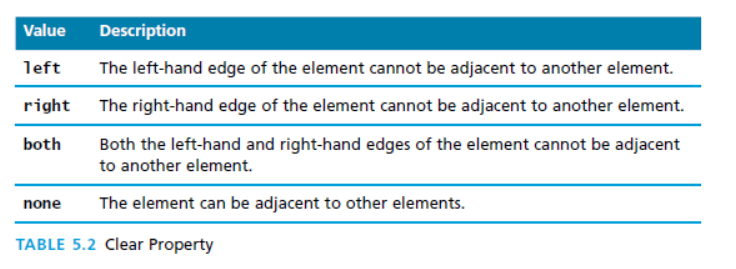 Value Description
left The left-hand edge of the element cannot be adjacent to another element.
right The right-hand edge of the element cannot be adjacent to another element.
both Both the left-hand and right-hand edges of the element cannot be adjacent
to another element.
none The element can be adjacent to other elements.
TABLE 5.2 Clear Property